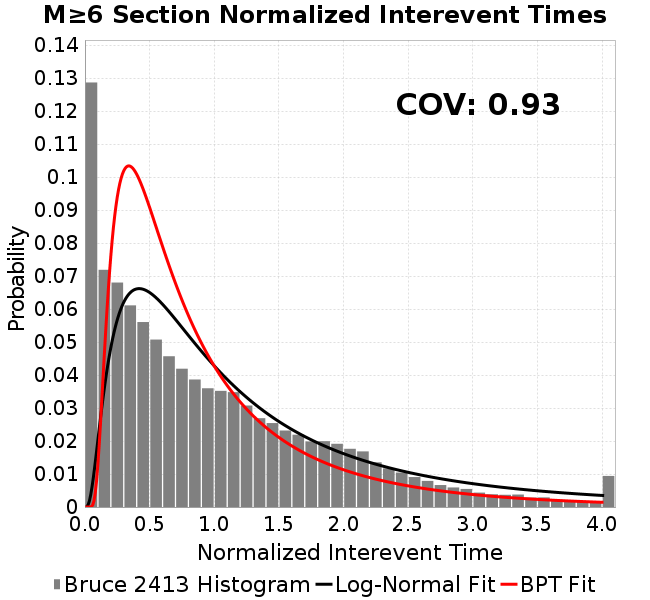 M≥6 Section Normalized Interevent Times
COV: 0.93
Probability
0.14
0.13
0.12
0.11
0.1
0.09
0.08
0.07
0.06
0.05
0.04
0.03
0.02
0.01
0
0.0 0.5 1.0 1.5 2.0 2.5 3.0 3.5 4.0
Normalized Interevent Time
Bruce 2413 Histogram Log-Normal Fit BPT Fit